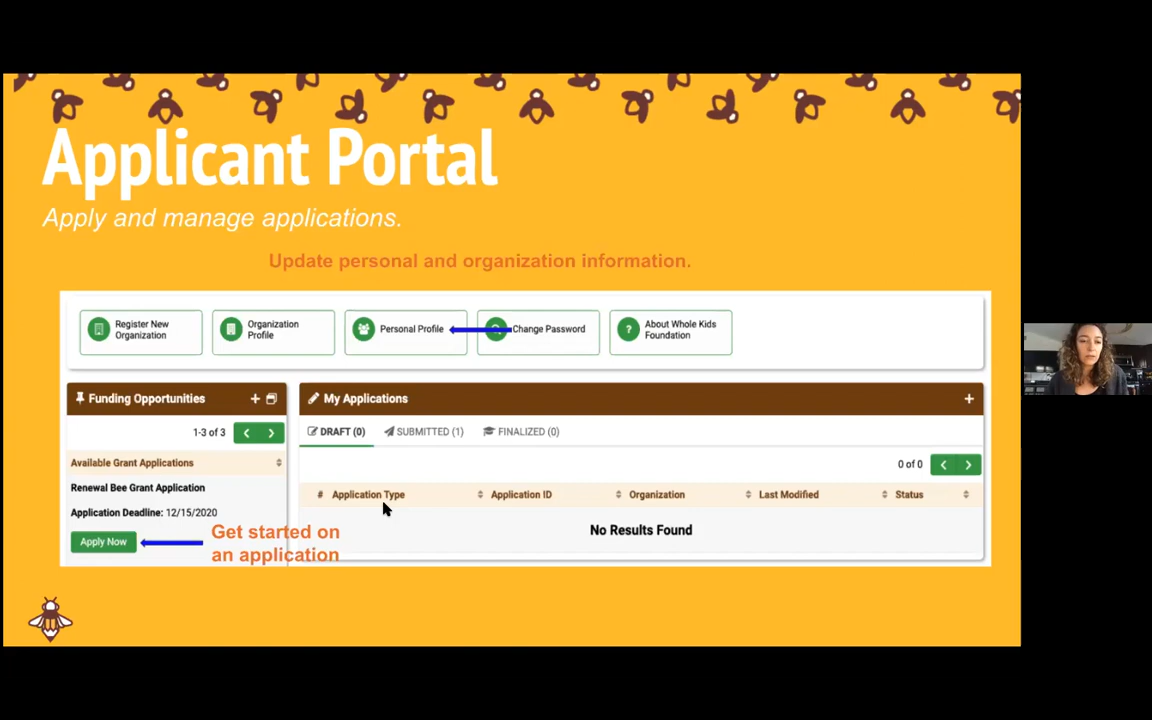 Applicant Portal
Apply and manage applications.
Update personal and organization information.
Register New
Organization
Organization
Profile
Personal Profile
Change Password
?
About Whole Kids
Foundation
Funding Opportunities
1-3 of 3
Available Grant Applications
Renewal Bee Grant Application
Application Deadline: 12/15/2020
Apply Now
Get started on
an application
My Applications
DRAFT (0)
SUBMITTED (1)
FINALIZED (0)
0 of 0
# Application Type Application ID Organization Last Modified Status
No Results Found